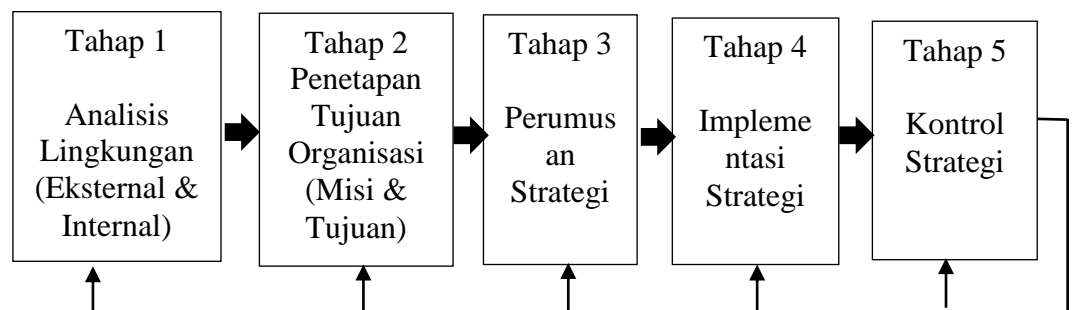 Tahap 1
Analisis
Lingkungan
(Eksternal &
Internal)
Tahap 2
Penetapan
Tujuan
Organisasi
(Misi &
Tujuan)
Tahap 3
Perumus
an
Strategi
Tahap 4
Impleme
ntasi
Strategi
Tahap 5
Kontrol
Strategi